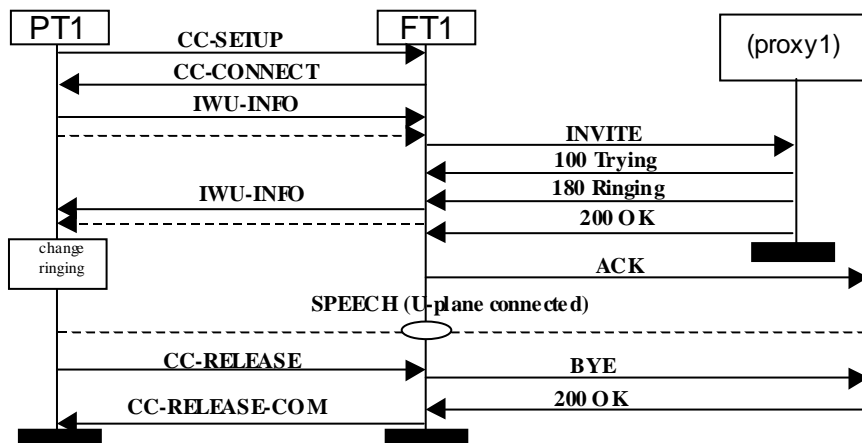 PT1
FT1
(proxy1)
CC-SETUP
CC-CONNECT
IWU-INFO
INVITE
100 Trying
IWU-INFO
180 Ringing
200 OK
change
ringing
ACK
SPEECH (U-plane connected)
CC-RELEASE
BYE
CC-RELEASE-COM
200 OK